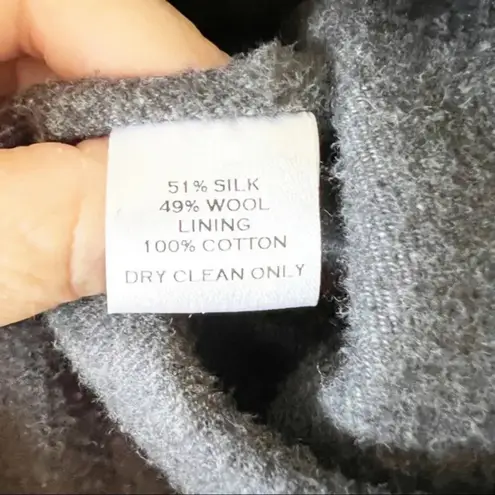 51% SILK
49% WOOL
LINING
100% COTTON
DRY CLEAN ONLY